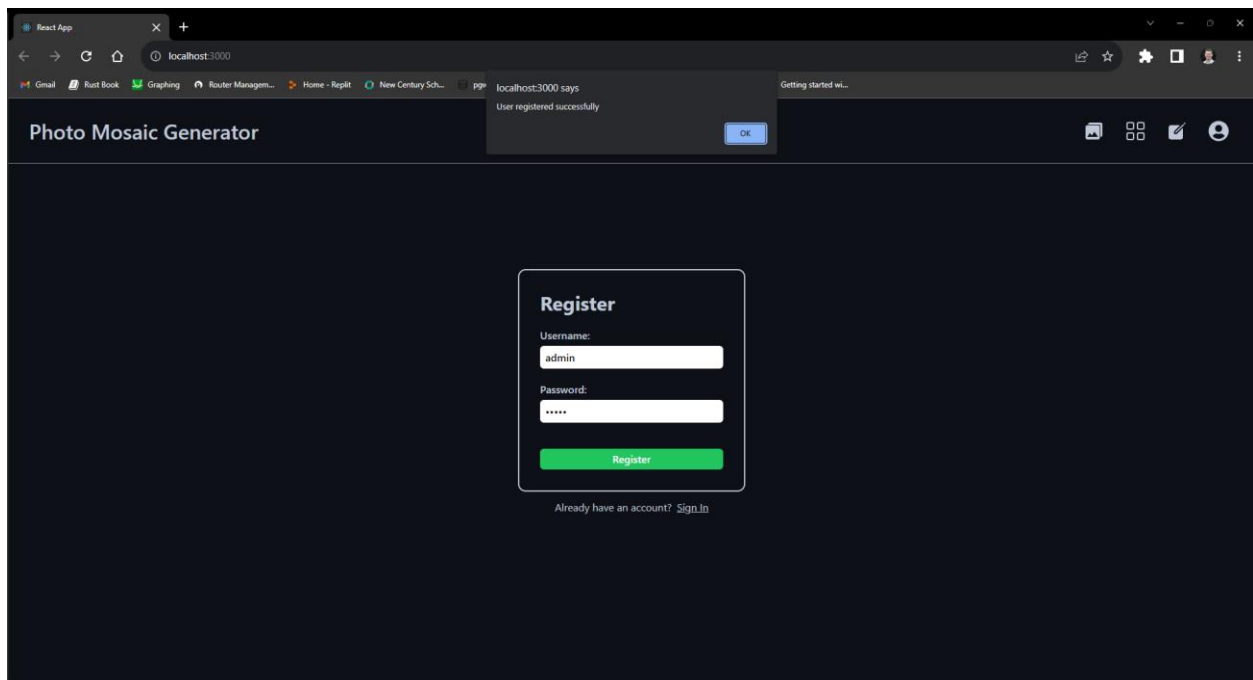 React App
localhost:3000
Gmail Rust Book Graphing Router Managem... Home - Replit New Century Sch... Getting started wi...
localhost:3000 says
User registered successfully
OK
Photo Mosaic Generator
Register
Username:
admin
Password:
•••••
Register
Already have an account? Sign In